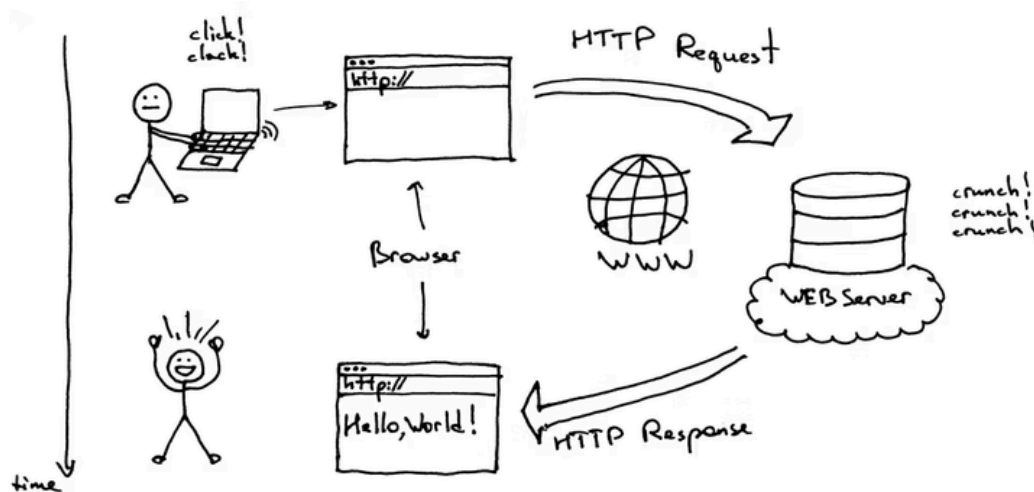 click!
clack!
HTTP Request
http://
crunch!
crunch!
crunch!
Browser
WWW
WEB Server
http://
Hello, World!
HTTP Response
time